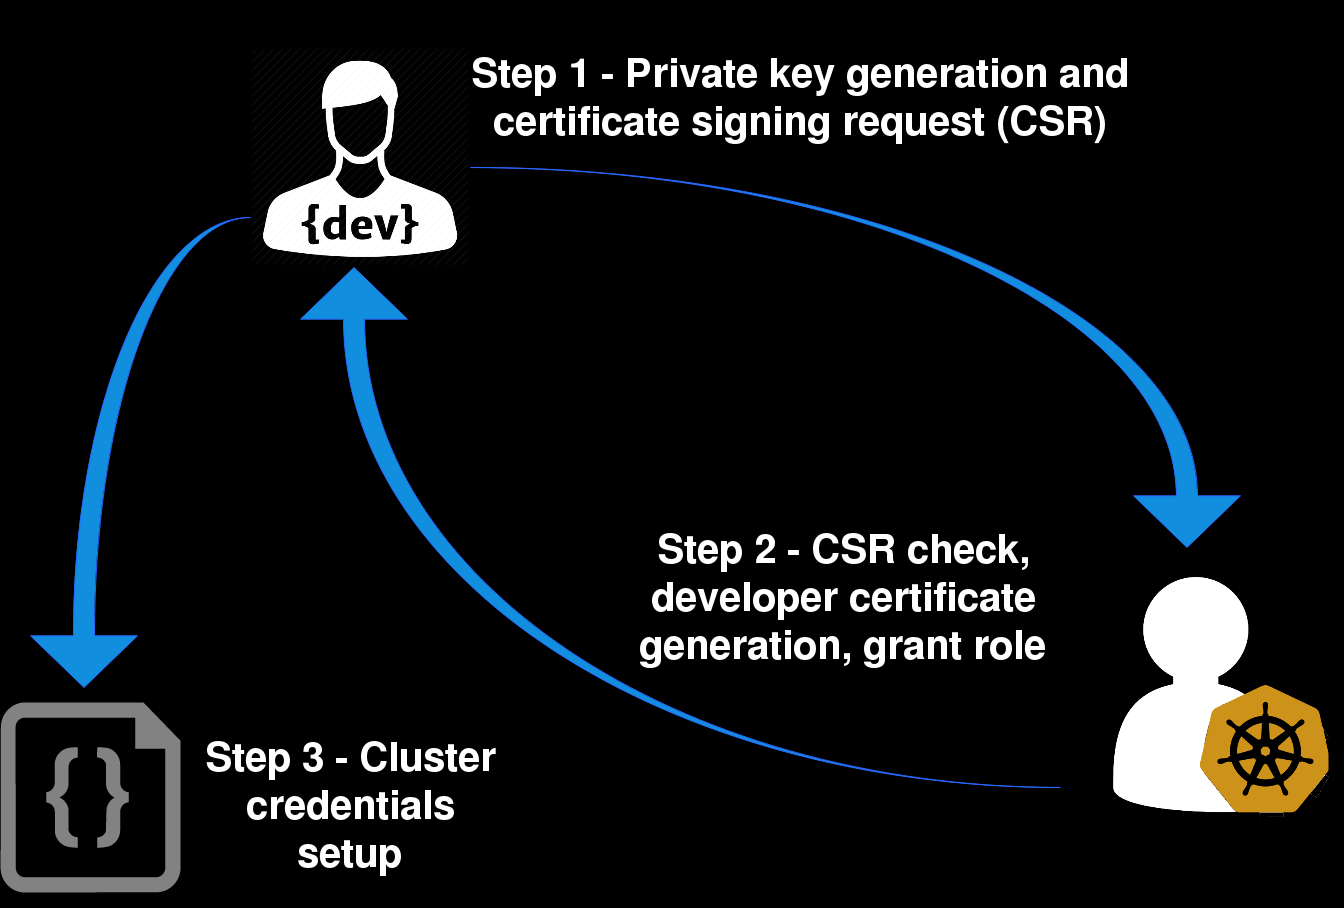 Step 1 - Private key generation and
certificate signing request (CSR)
{dev}
Step 2 - CSR check,
developer certificate
generation, grant role
{}
Step 3 - Cluster
credentials
setup